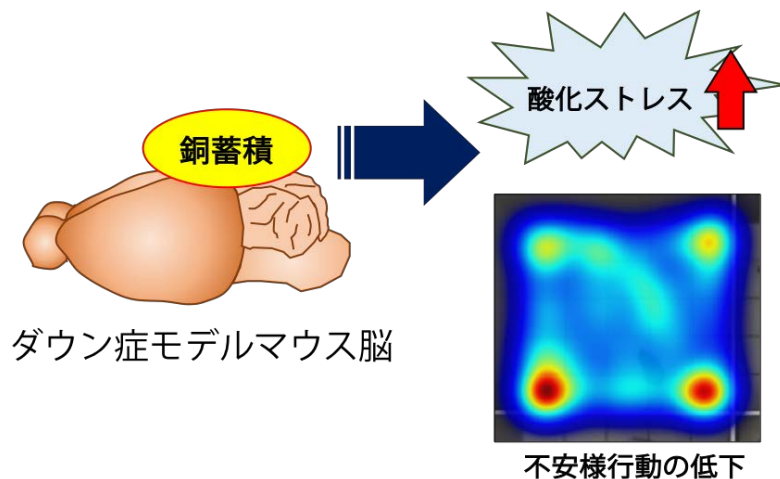 銅蓄積
酸化ストレス
ダウン症モデルマウス脳
不安様行動の低下